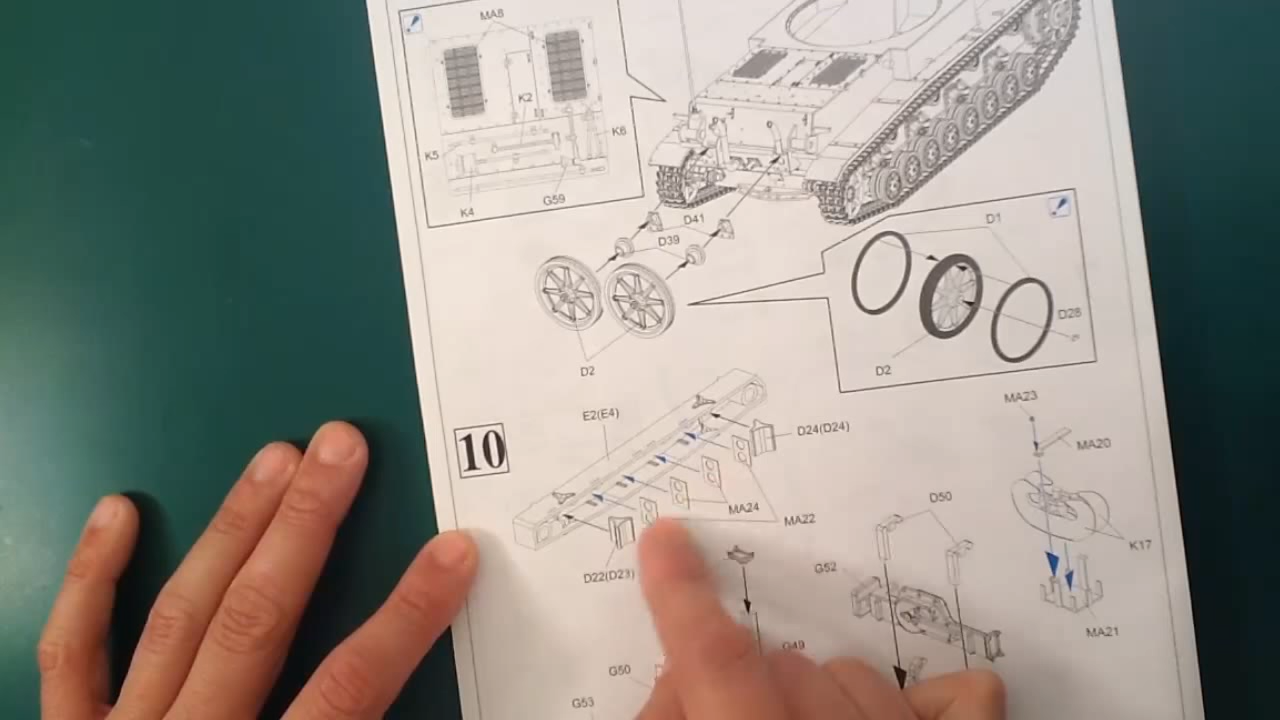 MA8
K2
K5
K6
K4
G59
D41
D39
D1
D28
D2
D2
10
E2(E4)
D24(D24)
MA24
MA22
D22(D23)
MA23
MA20
D50
K17
G52
MA21
G49
G50
G53